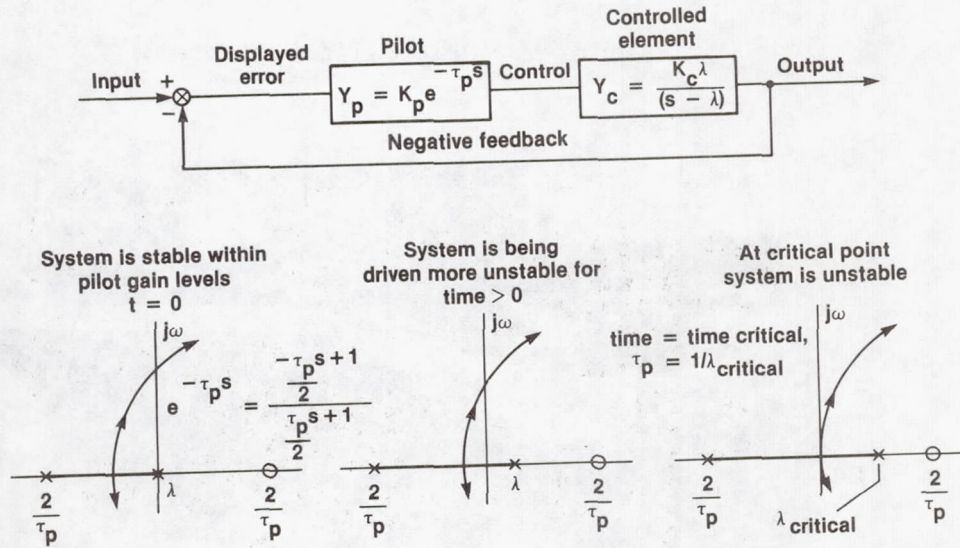 Input
+
−
Displayed
error
Pilot
Y_p = K_p e^{-τ_p s}
Control
Controlled
element
Y_c = K_c λ / (s − λ)
Output
Negative feedback
System is stable within
pilot gain levels
t = 0
jω
e^{-τ_p s} = (-τ_p s + 1 / 2) / (τ_p s + 1 / 2)
λ
2/τ_p
2/τ_p
System is being
driven more unstable for
time > 0
jω
λ
2/τ_p
2/τ_p
At critical point
system is unstable
jω
time = time critical,
τ_p = 1/λ_critical
2/τ_p
λ_critical
2/τ_p